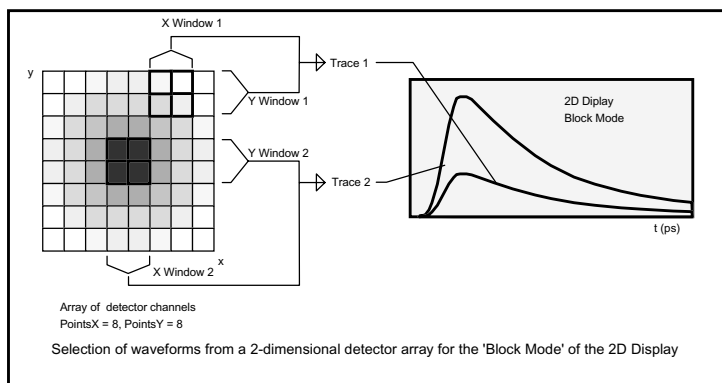 X Window 1
y
Trace 1
Y Window 1
2D Diplay
Block Mode
Y Window 2
Trace 2
t (ps)
x
X Window 2
Array of detector channels
PointsX = 8, PointsY = 8
Selection of waveforms from a 2-dimensional detector array for the 'Block Mode' of the 2D Display